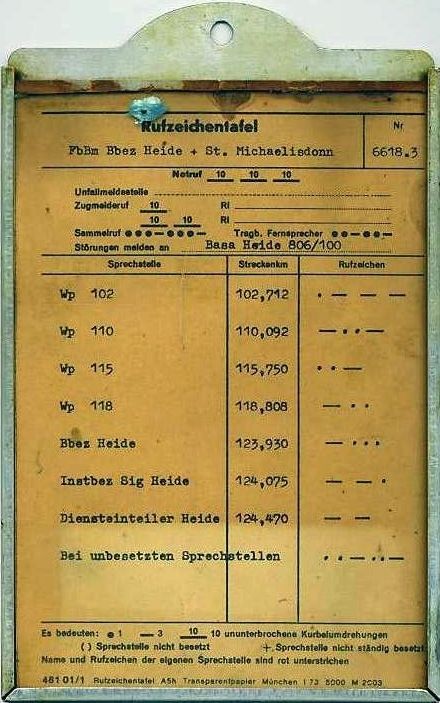 Rufzeichentafel
Nr
FbBm Bbez Heide + St. Michaelisdonn
6618.3
Notruf 10 10 10
Unfallmeldestelle
Zugmelderuf 10 Rl
10 10 Rl
Sammelruf ●●—●●●— Tragb. Fernsprecher ●●—●●—●
Störungen melden an Basa Heide 806/100
Sprechstelle Streckenkm Rufzeichen
Wp 102 102,712 . — — —
Wp 110 110,092 — . . —
Wp 115 115,750 . . —
Wp 118 118,808 — . .
Bbez Heide 123,930 — . . .
Instbez Sig Heide 124,075 — — .
Diensteinteiler Heide 124,470 — —
Bei unbesetzten Sprechstellen . . — . . —
Es bedeuten: ● 1 — 3 10 10 ununterbrochene Kurbelumdrehungen
( ) Sprechstelle nicht besetzt + Sprechstelle nicht ständig besetzt
Name und Rufzeichen der eigenen Sprechstelle sind rot unterstrichen
481 01/1 Rufzeichentafel A5h Transparentpapier München I 73 5000 M 2C03